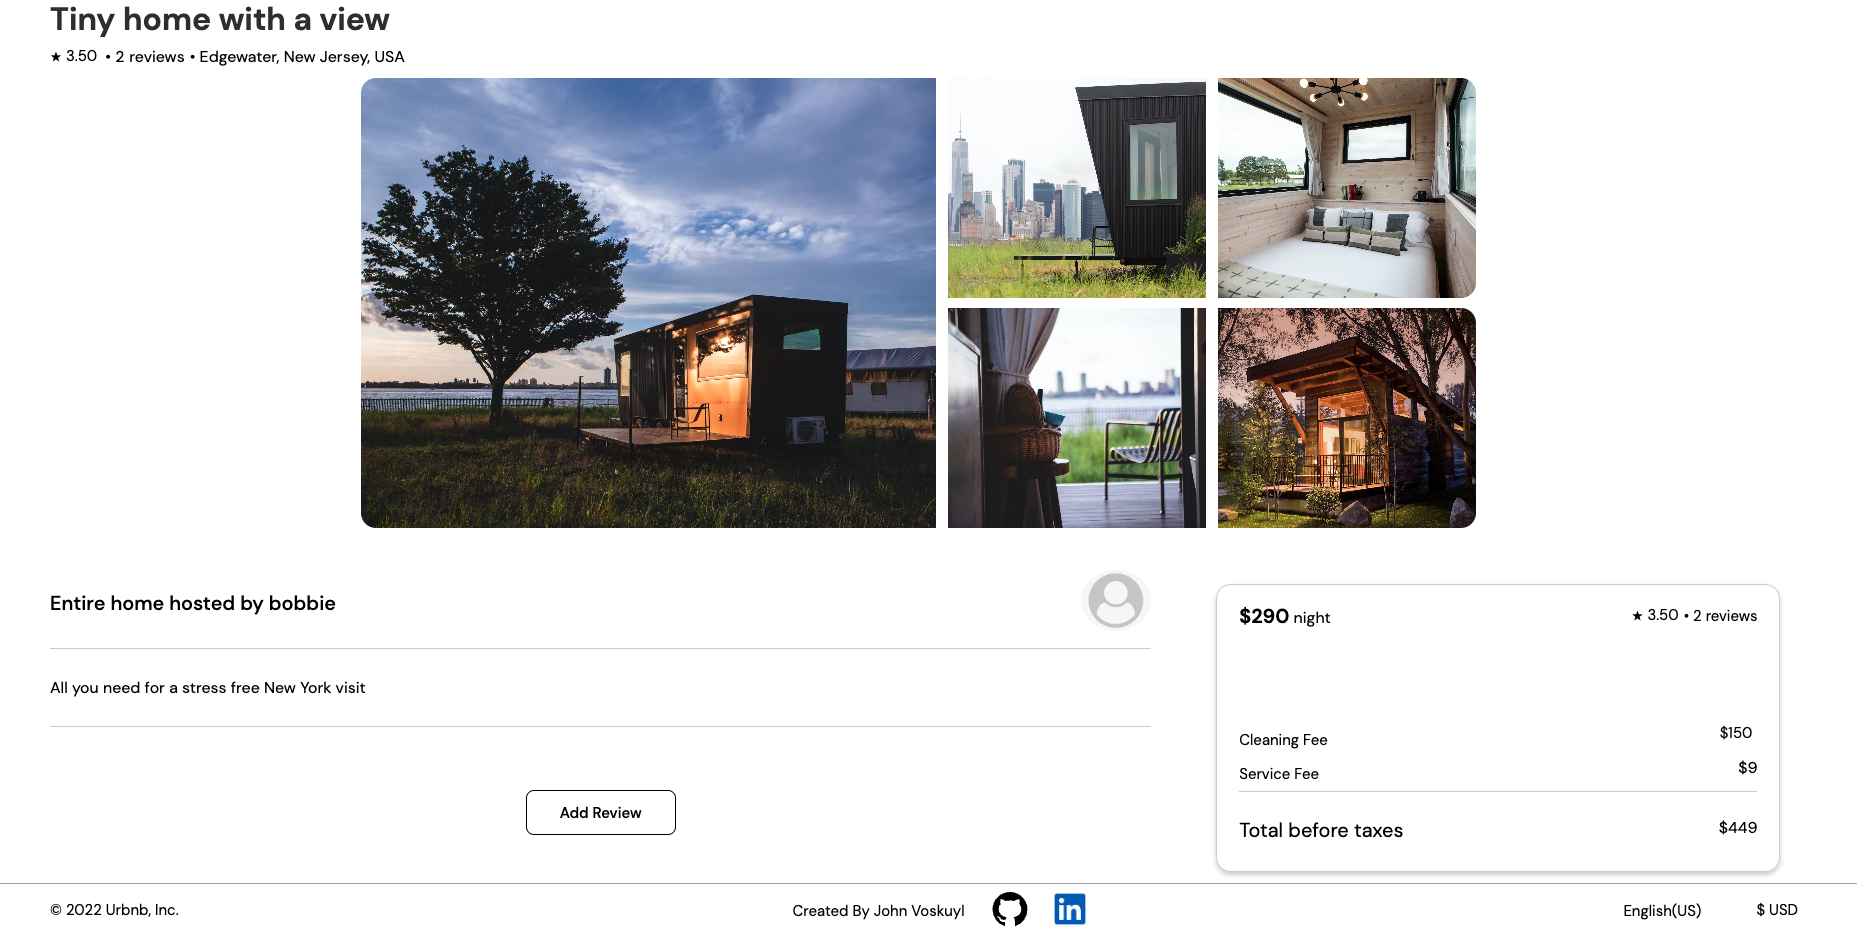 Tiny home with a view
★ 3.50 • 2 reviews • Edgewater, New Jersey, USA
Entire home hosted by bobbie
All you need for a stress free New York visit
Add Review
$290 night ★ 3.50 • 2 reviews
Cleaning Fee $150
Service Fee $9
Total before taxes $449
© 2022 Urbnb, Inc. Created By John Voskuyl in English(US) $ USD